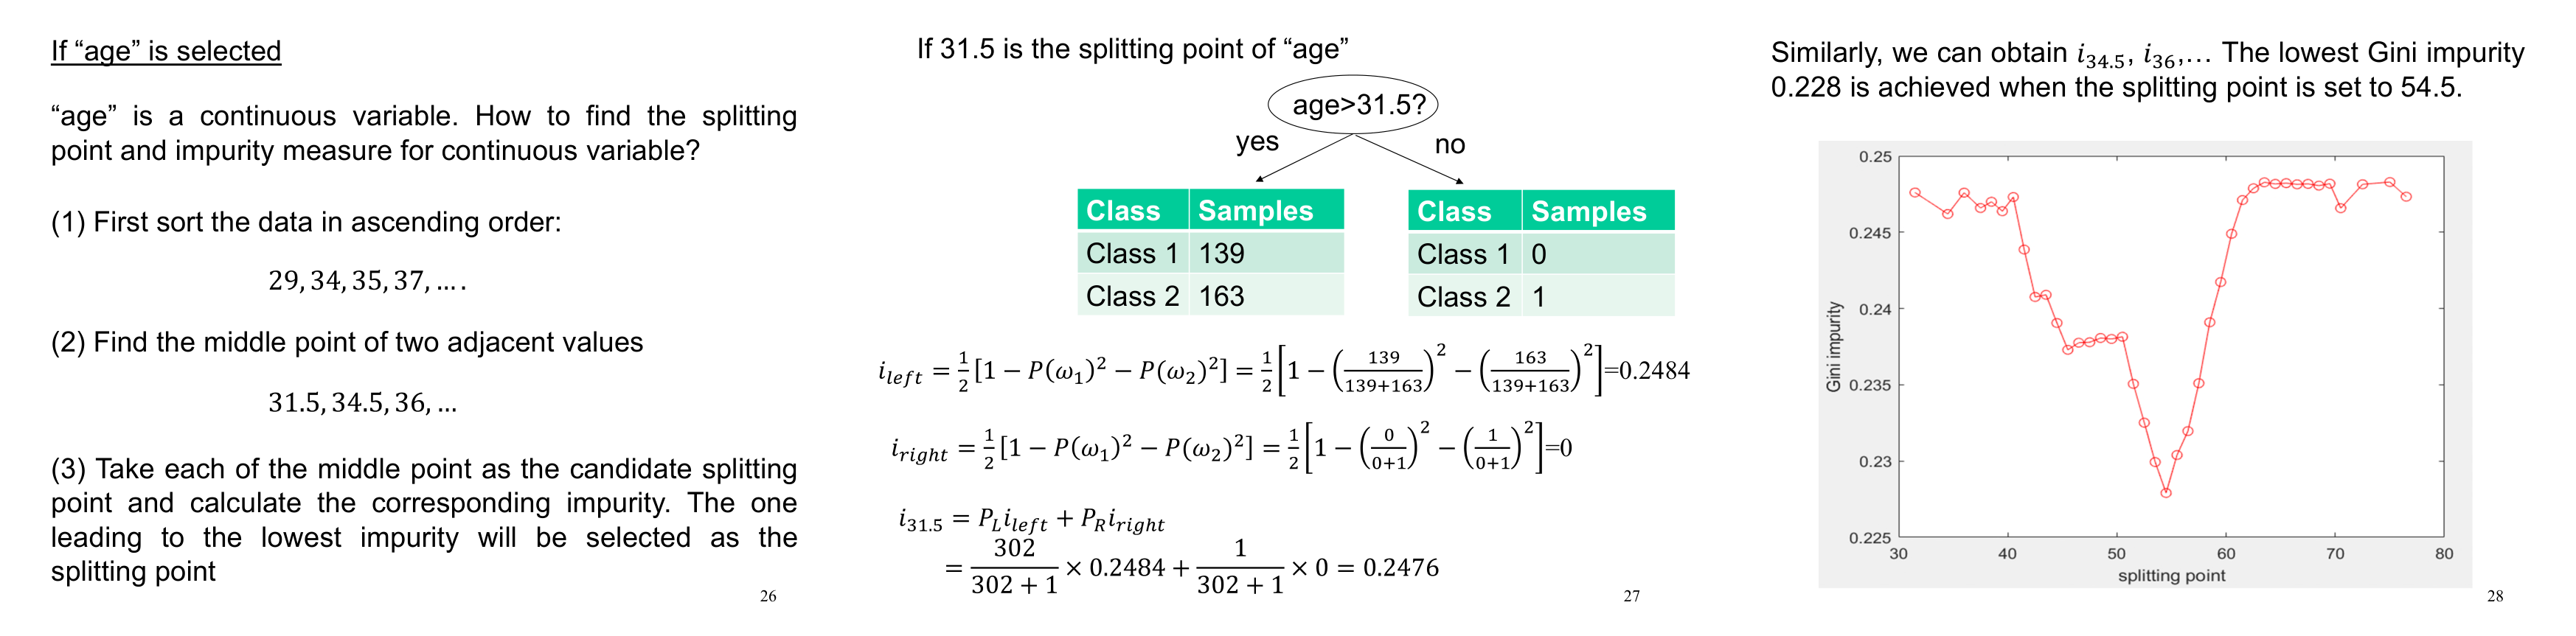 If “age” is selected
“age” is a continuous variable. How to find the splitting
point and impurity measure for continuous variable?
(1) First sort the data in ascending order:
29, 34, 35, 37, … .
(2) Find the middle point of two adjacent values
31.5, 34.5, 36, …
(3) Take each of the middle point as the candidate splitting
point and calculate the corresponding impurity. The one
leading to the lowest impurity will be selected as the
splitting point
26
If 31.5 is the splitting point of “age”
age>31.5?
yes no
Class Samples
Class 1 139
Class 2 163
Class Samples
Class 1 0
Class 2 1
i_left = 1/2 [1 − P(ω₁)² − P(ω₂)²] = 1/2 [1 − (139/(139+163))² − (163/(139+163))²]=0.2484
i_right = 1/2 [1 − P(ω₁)² − P(ω₂)²] = 1/2 [1 − (0/(0+1))² − (1/(0+1))²]=0
i_31.5 = P_L i_left + P_R i_right
= 302/(302 + 1) × 0.2484 + 1/(302 + 1) × 0 = 0.2476
27
Similarly, we can obtain i_34.5, i_36,… The lowest Gini impurity
0.228 is achieved when the splitting point is set to 54.5.
0.25
0.245
0.24
0.235
0.23
0.225
Gini impurity
30 40 50 60 70 80
splitting point
28